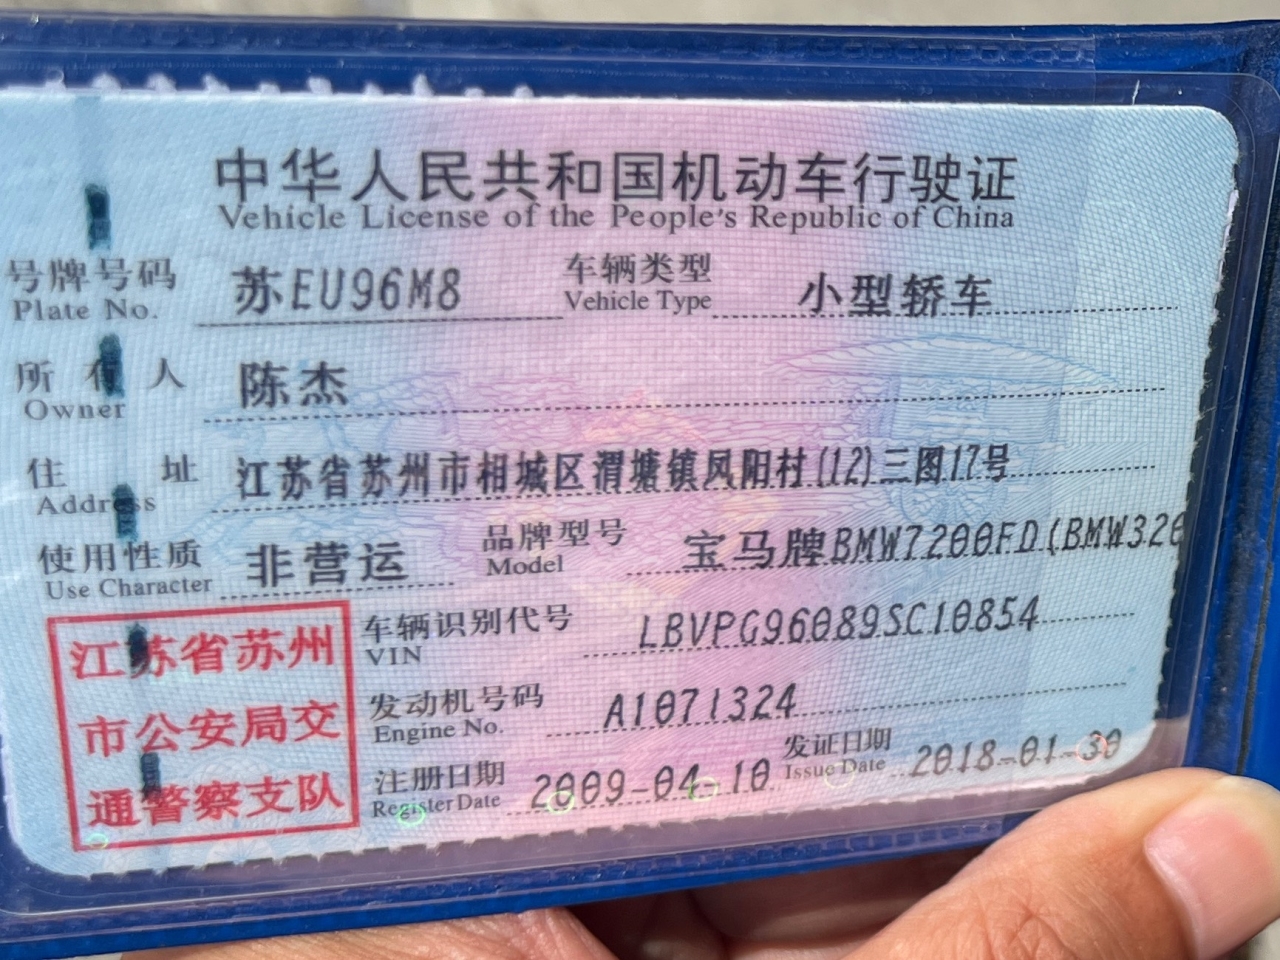 中华人民共和国机动车行驶证
Vehicle License of the People's Republic of China
号牌号码 苏EU96M8 车辆类型 小型轿车
Plate No. Vehicle Type
所有人 陈杰
Owner
住址 江苏省苏州市相城区渭塘镇凤阳村(12)三图17号
Address
使用性质 非营运 品牌型号 宝马牌BMW7200FD(BMW320
Use Character Model
江苏省苏州
市公安局交
通警察支队
车辆识别代号 LBVPG96089SC10854
VIN
发动机号码 A1071324
Engine No.
注册日期 2009-04-10 发证日期 2018-01-30
Register Date Issue Date